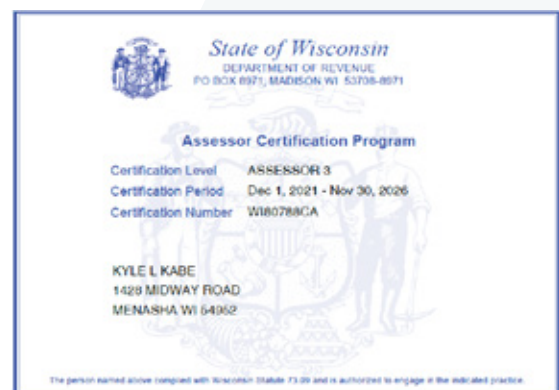 State of Wisconsin
DEPARTMENT OF REVENUE
PO BOX 8971, MADISON WI 53708-8971
Assessor Certification Program
Certification Level ASSESSOR 3
Certification Period Dec 1, 2021 - Nov 30, 2026
Certification Number WI80788CA
KYLE L KABE
1428 MIDWAY ROAD
MENASHA WI 54952
The person named above complied with Wisconsin Statute 73.09 and is authorized to engage in the indicated practice.